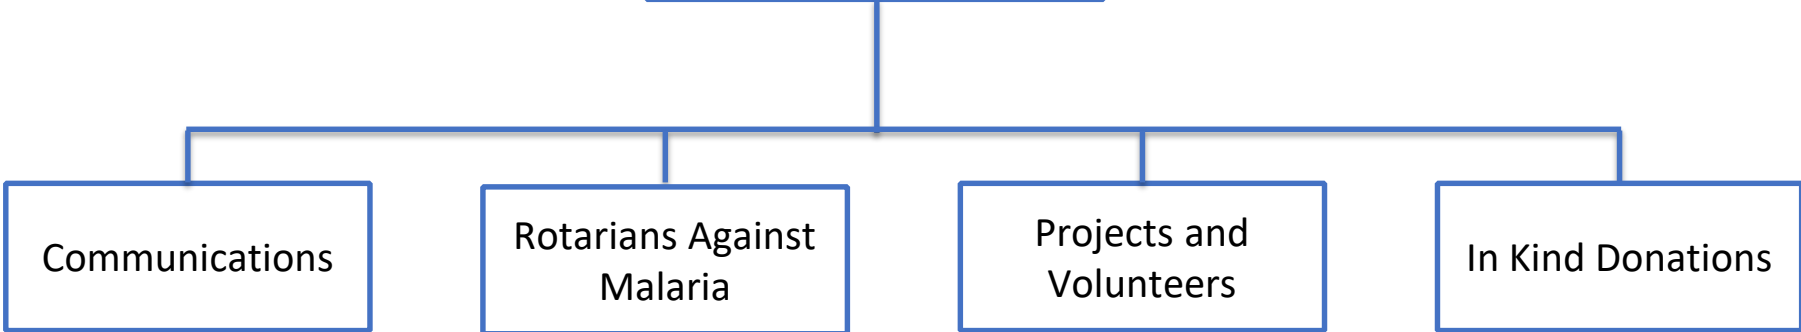 Communications
Rotarians Against
Malaria
Projects and
Volunteers
In Kind Donations